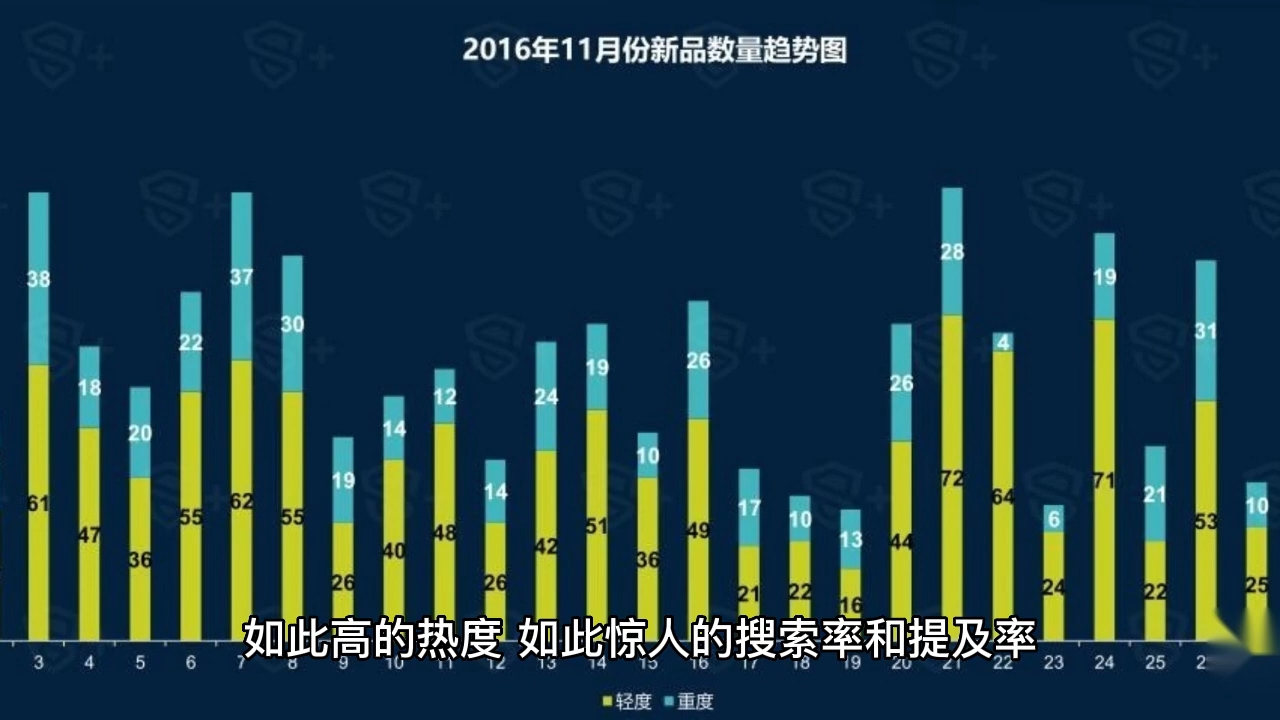 2016年11月份新品数量趋势图
38 18 20 22 37 30 19 14 12 14 24 19 10 26 17 10 13 26 28 4 6 19 21 31 10
61 47 36 55 62 55 26 40 48 26 42 51 36 49 21 22 16 44 72 64 24 71 22 53 25
如此高的热度 如此惊人的搜索率和提及率
3 4 5 6 7 8 9 10 11 12 13 14 15 16 17 18 19 20 21 22 23 24 25
轻度 重度